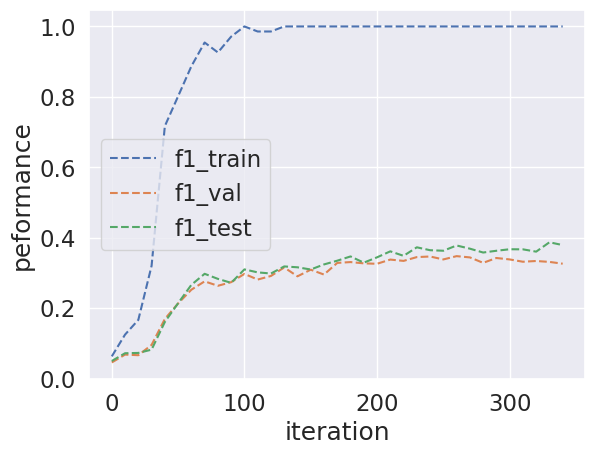 1.0
0.8
0.6
0.4
0.2
0.0
peformance
f1_train
f1_val
f1_test
0 100 200 300
iteration